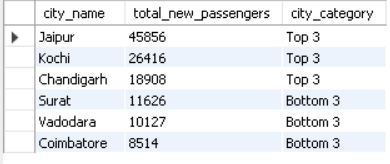 city_name total_new_passengers city_category
Jaipur 45856 Top 3
Kochi 26416 Top 3
Chandigarh 18908 Top 3
Surat 11626 Bottom 3
Vadodara 10127 Bottom 3
Coimbatore 8514 Bottom 3